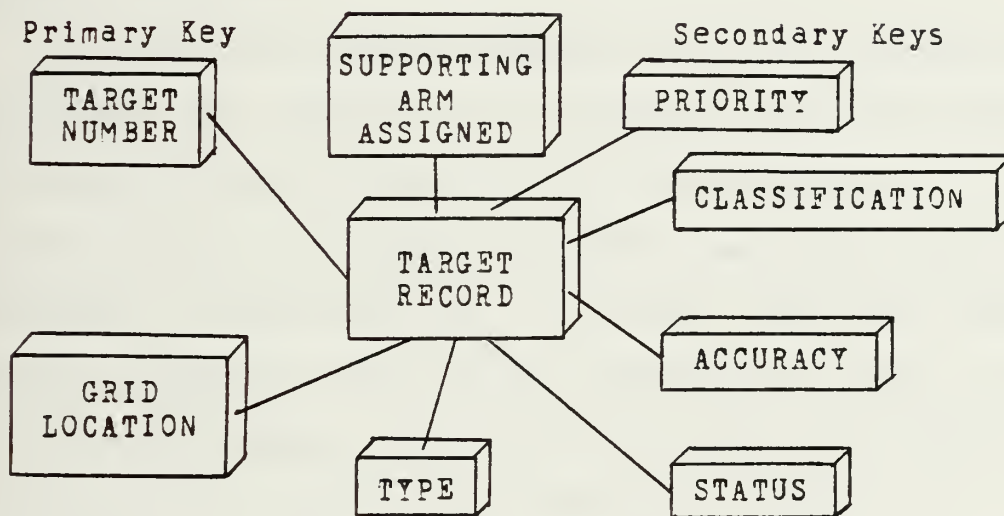 Primary Key
Secondary Keys
TARGET
NUMBER
SUPPORTING
ARM
ASSIGNED
PRIORITY
CLASSIFICATION
TARGET
RECORD
ACCURACY
GRID
LOCATION
TYPE
STATUS